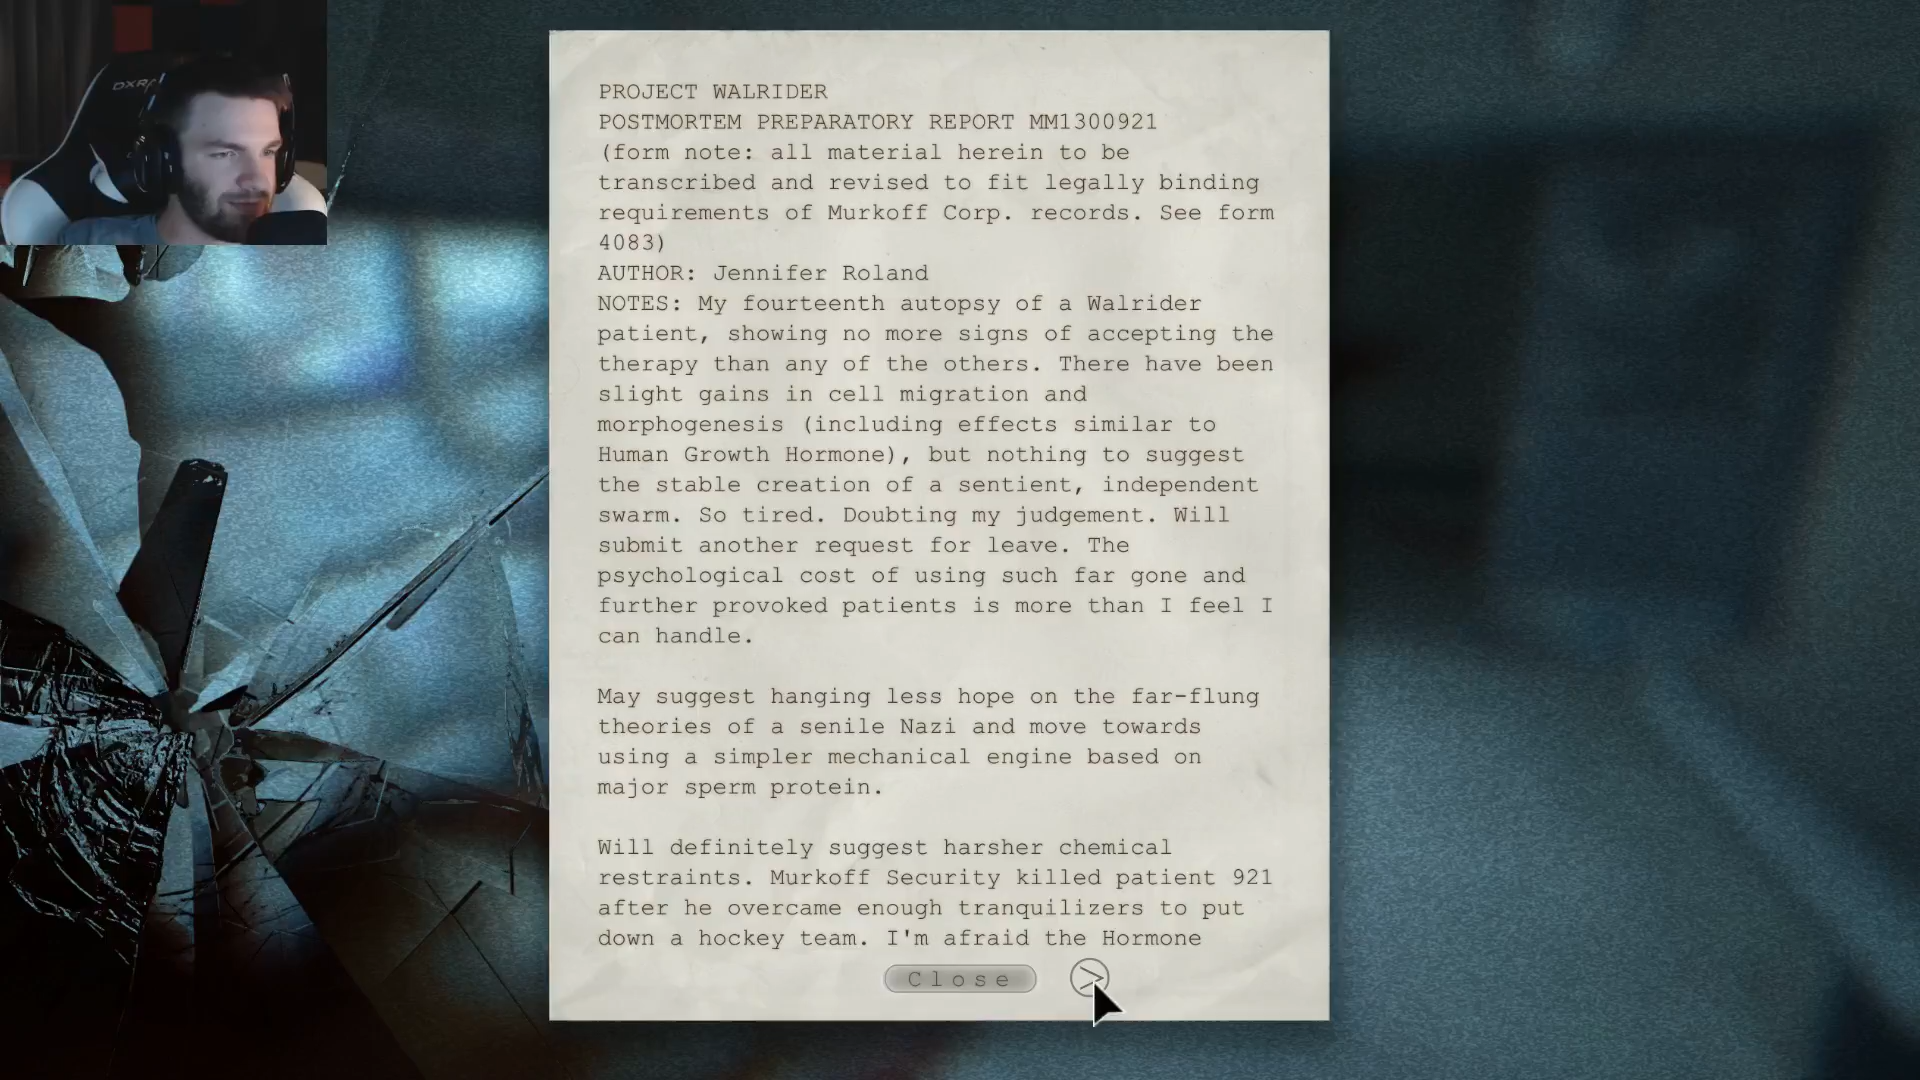 DXRA
PROJECT WALRIDER
POSTMORTEM PREPARATORY REPORT MM1300921
(form note: all material herein to be
transcribed and revised to fit legally binding
requirements of Murkoff Corp. records. See form
4083)
AUTHOR: Jennifer Roland
NOTES: My fourteenth autopsy of a Walrider
patient, showing no more signs of accepting the
therapy than any of the others. There have been
slight gains in cell migration and
morphogenesis (including effects similar to
Human Growth Hormone), but nothing to suggest
the stable creation of a sentient, independent
swarm. So tired. Doubting my judgement. Will
submit another request for leave. The
psychological cost of using such far gone and
further provoked patients is more than I feel I
can handle.
May suggest hanging less hope on the far-flung
theories of a senile Nazi and move towards
using a simpler mechanical engine based on
major sperm protein.
Will definitely suggest harsher chemical
restraints. Murkoff Security killed patient 921
after he overcame enough tranquilizers to put
down a hockey team. I'm afraid the Hormone
Close >